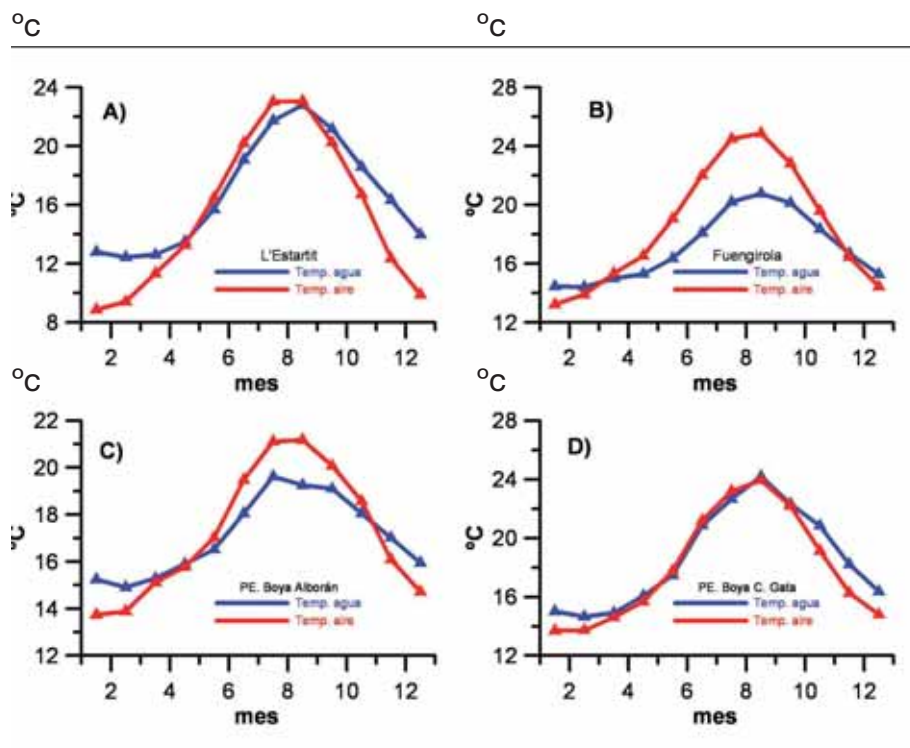 °C °C
24
20
16
12
8
°C
A)
L'Estartit
Temp. agua
Temp. aire
2 4 6 8 10 12
mes
28
24
20
16
12
°C
B)
Fuengirola
Temp. agua
Temp. aire
2 4 6 8 10 12
mes
°C °C
22
20
18
16
14
12
°C
C)
PE. Boya Alborán
Temp. agua
Temp. aire
2 4 6 8 10 12
mes
28
24
20
16
12
°C
D)
PE. Boya C. Gata
Temp. agua
Temp. aire
2 4 6 8 10 12
mes